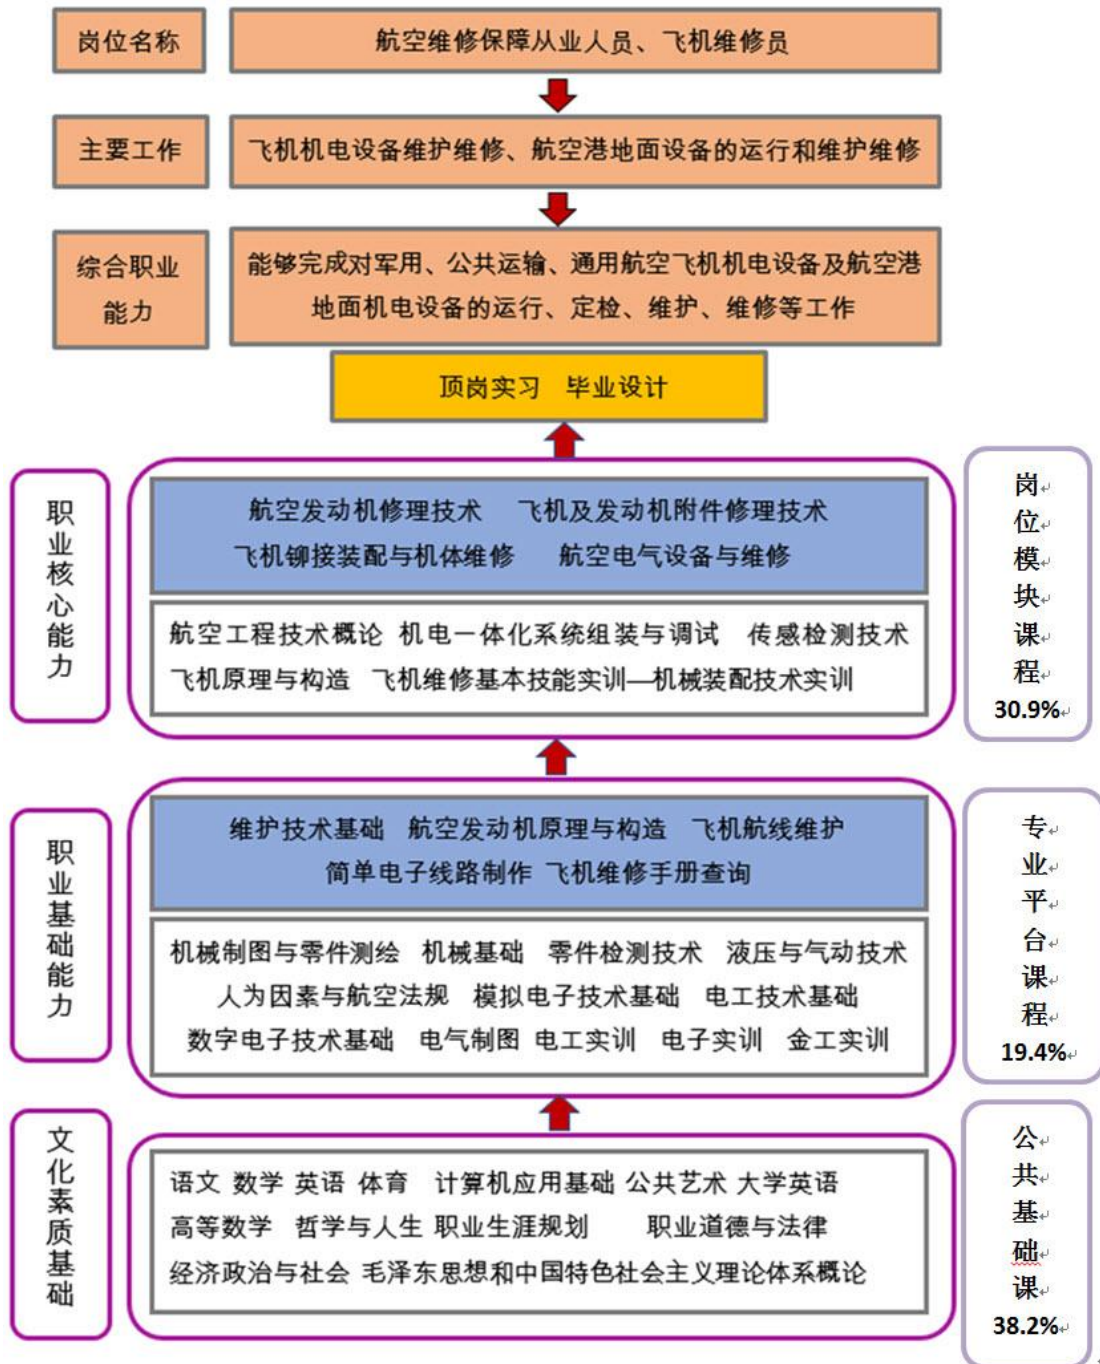 岗位名称
航空维修保障从业人员、飞机维修员
主要工作
飞机机电设备维护维修、航空港地面设备的运行和维护维修
综合职业
能力
能够完成对军用、公共运输、通用航空飞机机电设备及航空港
地面机电设备的运行、定检、维护、维修等工作
顶岗实习 毕业设计
职业核心能力
航空发动机修理技术 飞机及发动机附件修理技术
飞机铆接装配与机体维修 航空电气设备与维修
航空工程技术概论 机电一体化系统组装与调试 传感检测技术
飞机原理与构造 飞机维修基本技能实训—机械装配技术实训
岗位模块课程
30.9%
职业基础能力
维护技术基础 航空发动机原理与构造 飞机航线维护
简单电子线路制作 飞机维修手册查询
机械制图与零件测绘 机械基础 零件检测技术 液压与气动技术
人为因素与航空法规 模拟电子技术基础 电工技术基础
数字电子技术基础 电气制图 电工实训 电子实训 金工实训
专业平台课程
19.4%
文化素质基础
语文 数学 英语 体育 计算机应用基础 公共艺术 大学英语
高等数学 哲学与人生 职业生涯规划 职业道德与法律
经济政治与社会 毛泽东思想和中国特色社会主义理论体系概论
公共基础课
38.2%